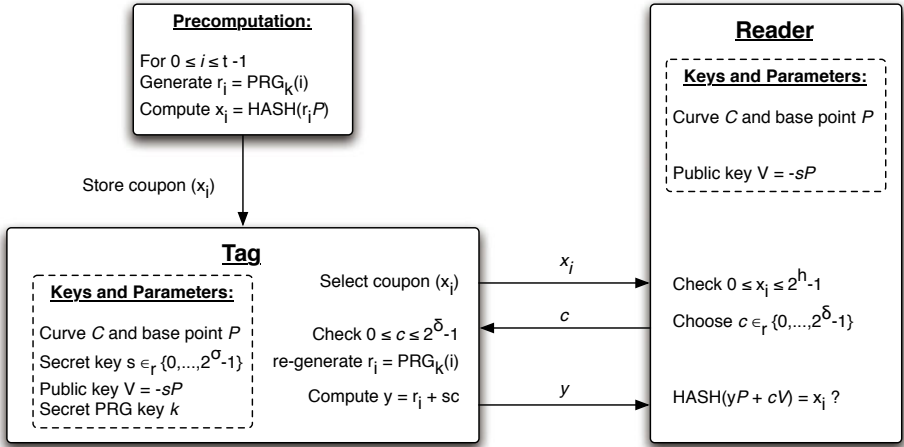 Precomputation:
For 0 ≤ i ≤ t -1
Generate r_i = PRG_k(i)
Compute x_i = HASH(r_iP)
Store coupon (x_i)
Tag
Keys and Parameters:
Curve C and base point P
Secret key s ∈_r {0,...,2^σ-1}
Public key V = -sP
Secret PRG key k
Select coupon (x_i)
Check 0 ≤ c ≤ 2^δ-1
re-generate r_i = PRG_k(i)
Compute y = r_i + sc
x_i
c
y
Reader
Keys and Parameters:
Curve C and base point P
Public key V = -sP
Check 0 ≤ x_i ≤ 2^h-1
Choose c ∈_r {0,...,2^δ-1}
HASH(yP + cV) = x_i ?